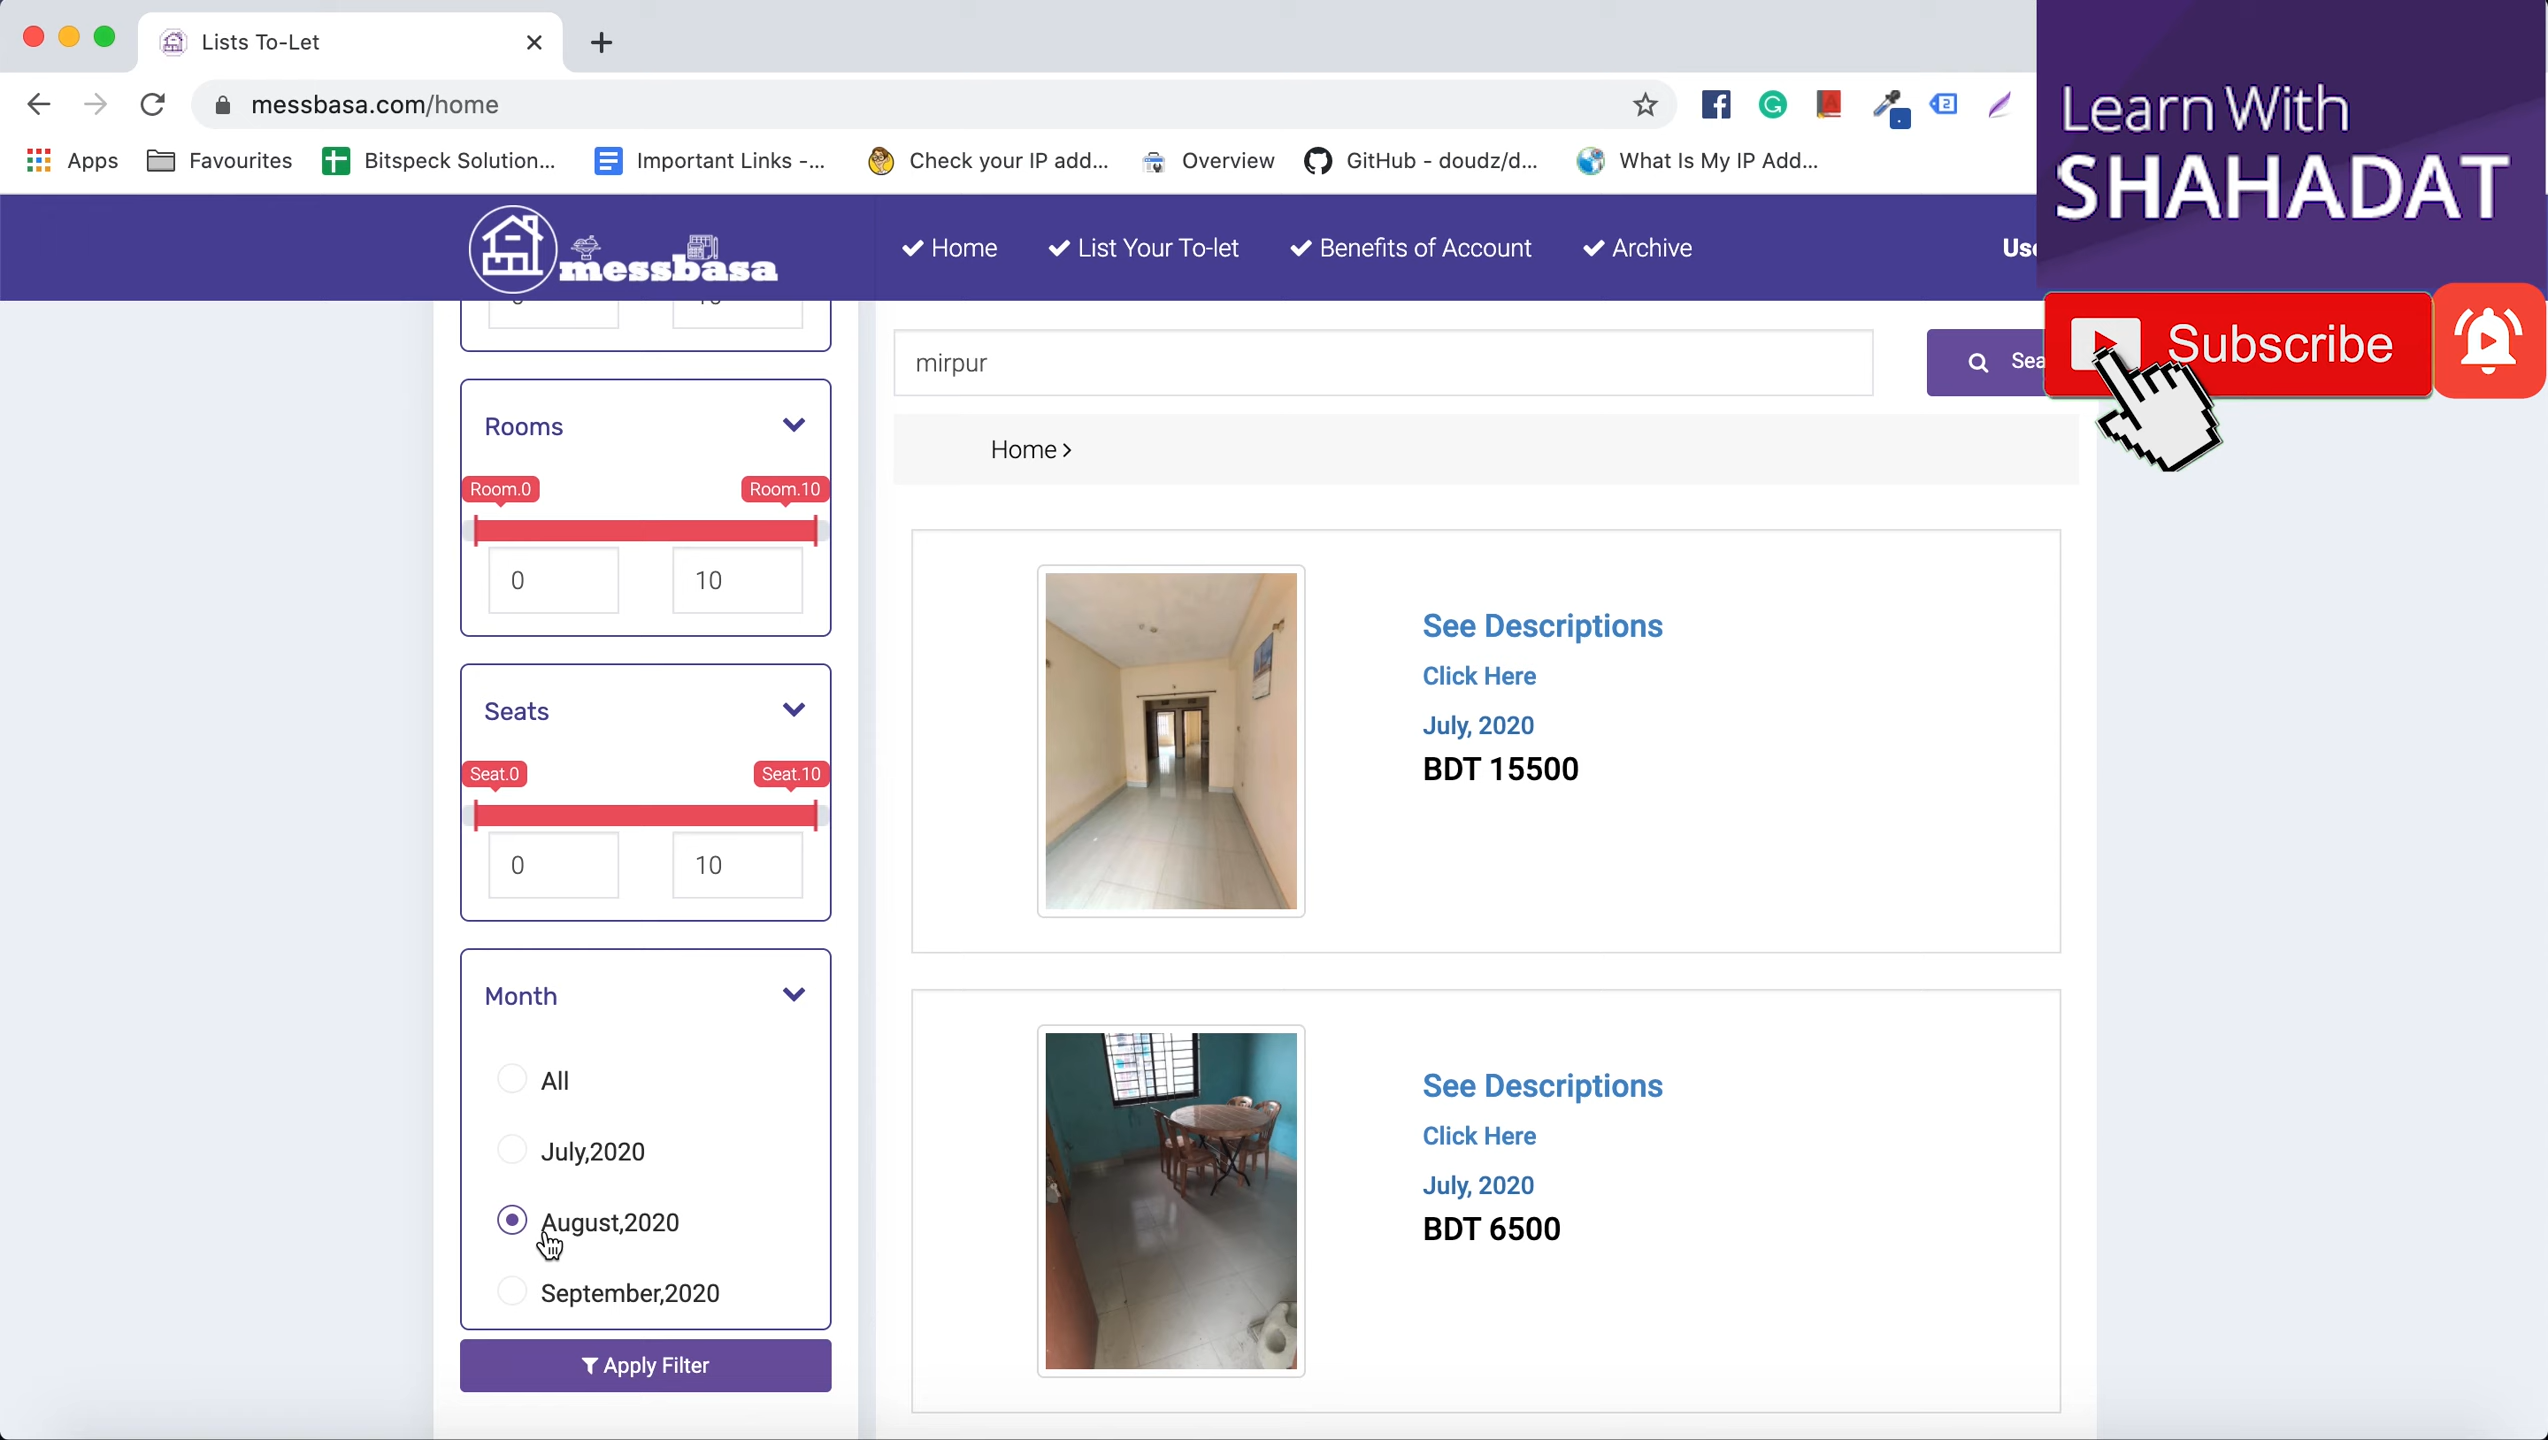 Lists To-Let
messbasa.com/home
Apps
Favourites
Bitspeck Solution...
Important Links -...
Check your IP add...
Overview
GitHub - doudz/d...
What Is My IP Add...
Learn With
SHAHADAT
Subscribe
messbasa
Home
List Your To-let
Benefits of Account
Archive
mirpur
Home >
Rooms
Room.0
Room.10
0
10
Seats
Seat.0
Seat.10
0
10
Month
All
July,2020
August,2020
September,2020
Apply Filter
See Descriptions
Click Here
July, 2020
BDT 15500
See Descriptions
Click Here
July, 2020
BDT 6500